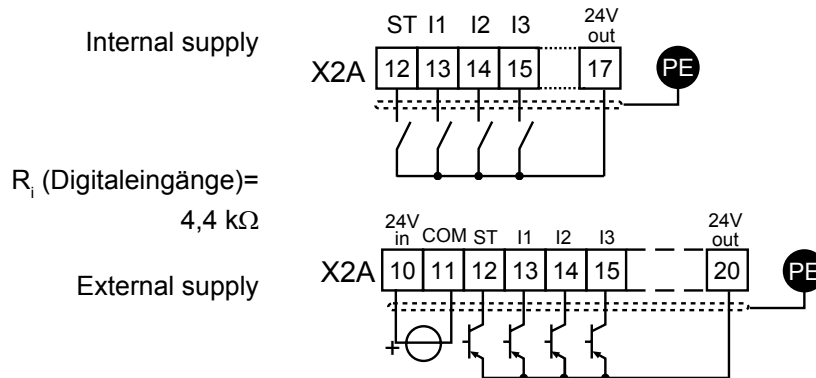 Internal supply
ST I1 I2 I3 24V out
X2A 12 13 14 15 17 PE
R_i (Digitaleingänge)=
4,4 kΩ
External supply
24V in COM ST I1 I2 I3 24V out
X2A 10 11 12 13 14 15 20 PE
+